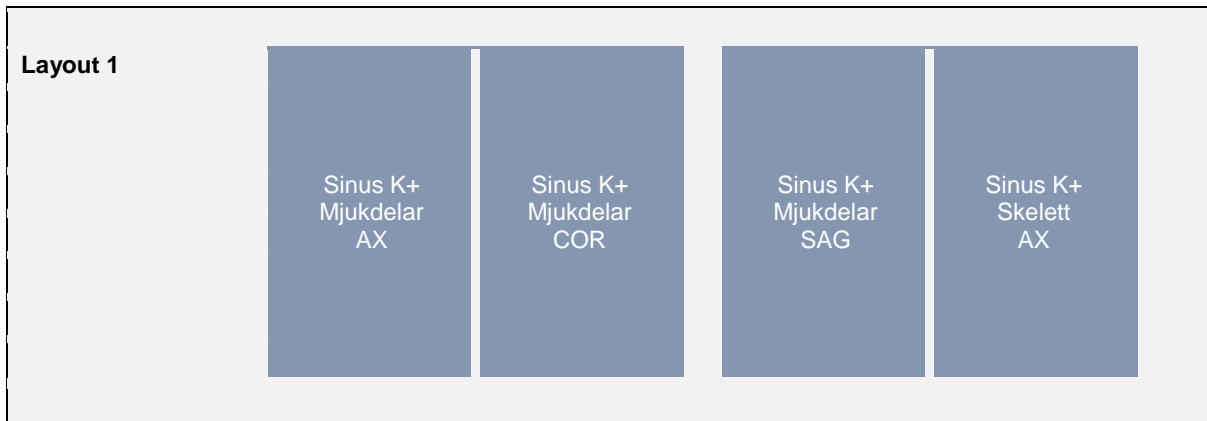 Layout 1
Sinus K+
Mjukdelar
AX
Sinus K+
Mjukdelar
COR
Sinus K+
Mjukdelar
SAG
Sinus K+
Skelett
AX